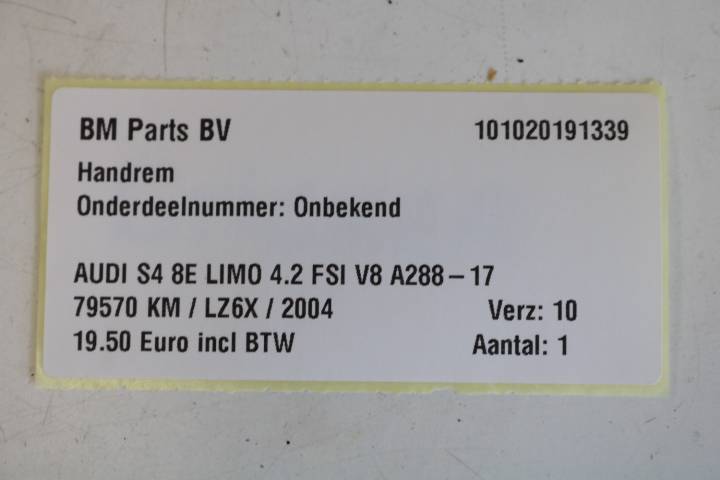 BM Parts BV 101020191339
Handrem
Onderdeelnummer: Onbekend
AUDI S4 8E LIMO 4.2 FSI V8 A288-17
79570 KM / LZ6X / 2004 Verz: 10
19.50 Euro incl BTW Aantal: 1